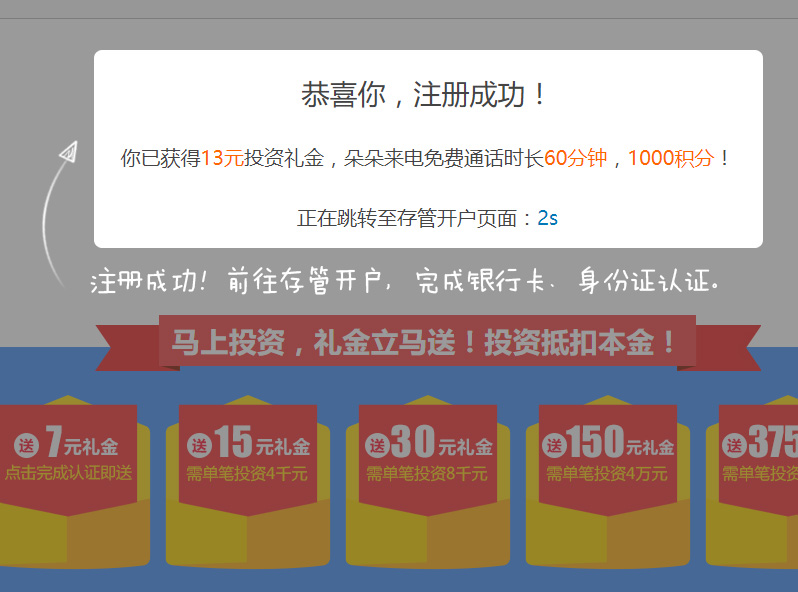 恭喜你，注册成功！
你已获得13元投资礼金，朵朵来电免费通话时长60分钟，1000积分！
正在跳转至存管开户页面：2s
注册成功！前往存管开户，完成银行卡、身份证认证。
马上投资，礼金立马送！投资抵扣本金！
送7元礼金
点击完成认证即送
送15元礼金
需单笔投资4千元
送30元礼金
需单笔投资8千元
送150元礼金
需单笔投资4万元
送375
需单笔投资